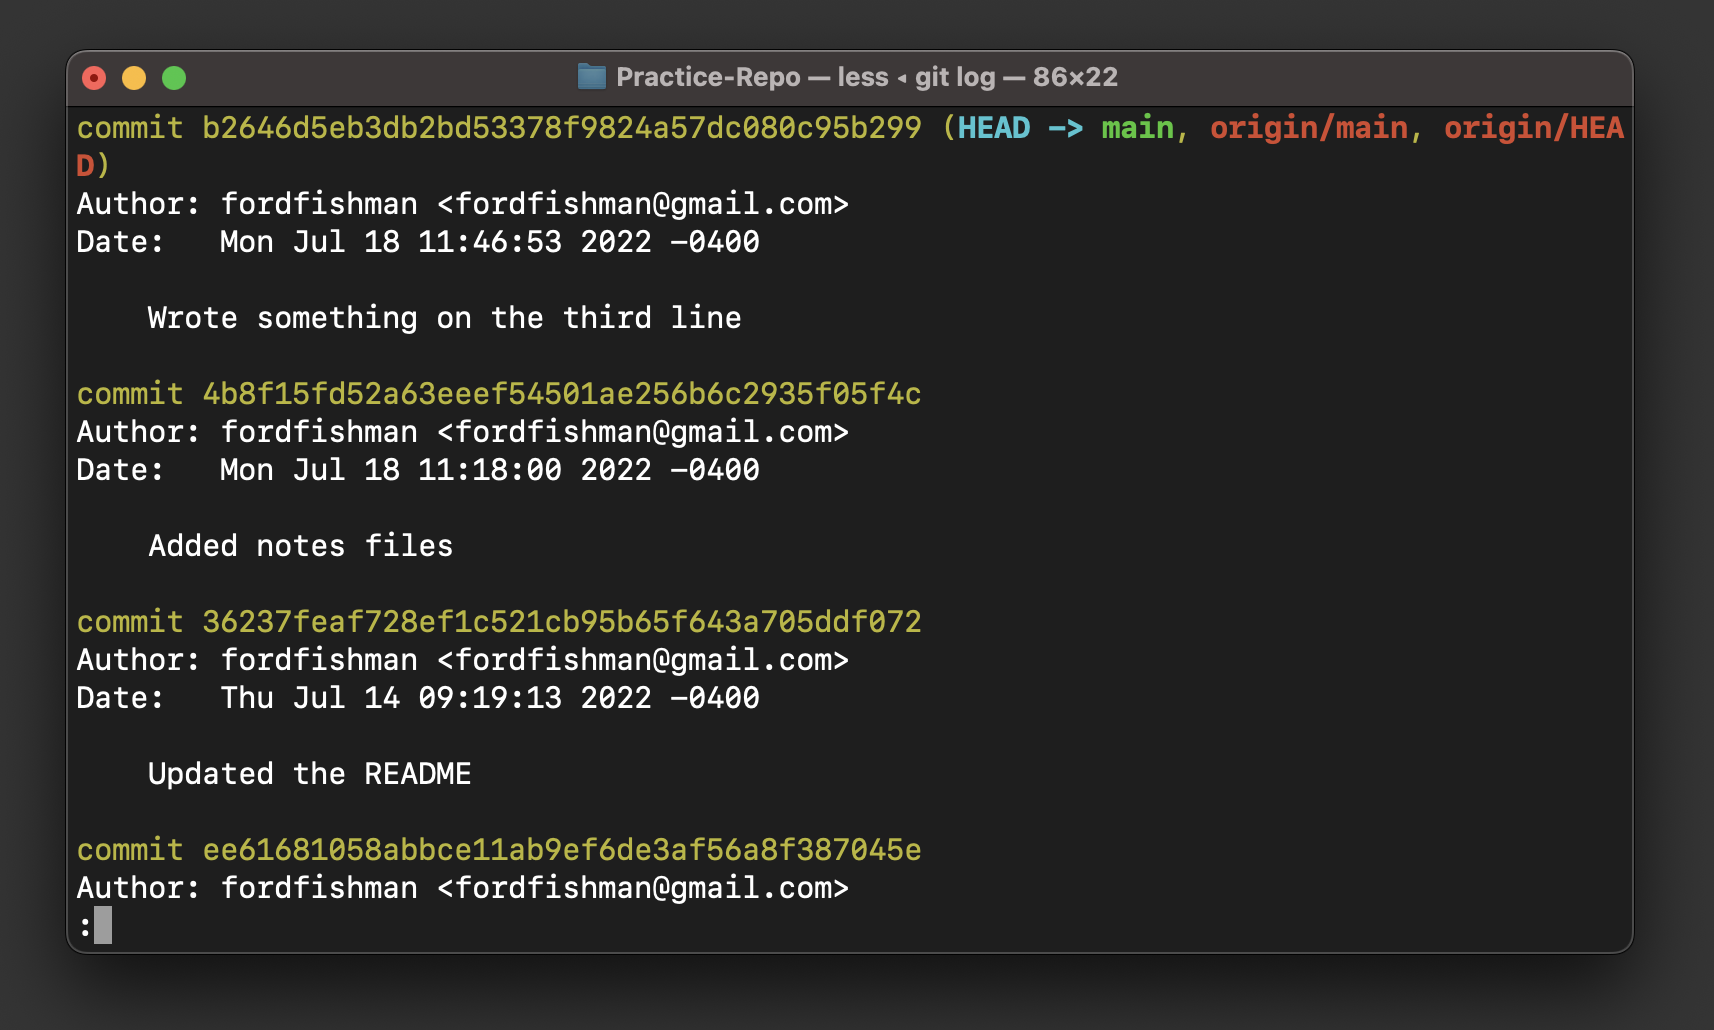 Practice-Repo — less ◂ git log — 86×22
commit b2646d5eb3db2bd53378f9824a57dc080c95b299 (HEAD -> main, origin/main, origin/HEA
D)
Author: fordfishman <fordfishman@gmail.com>
Date:   Mon Jul 18 11:46:53 2022 -0400
    Wrote something on the third line
commit 4b8f15fd52a63eeef54501ae256b6c2935f05f4c
Author: fordfishman <fordfishman@gmail.com>
Date:   Mon Jul 18 11:18:00 2022 -0400
    Added notes files
commit 36237feaf728ef1c521cb95b65f643a705ddf072
Author: fordfishman <fordfishman@gmail.com>
Date:   Thu Jul 14 09:19:13 2022 -0400
    Updated the README
commit ee61681058abbce11ab9ef6de3af56a8f387045e
Author: fordfishman <fordfishman@gmail.com>
: